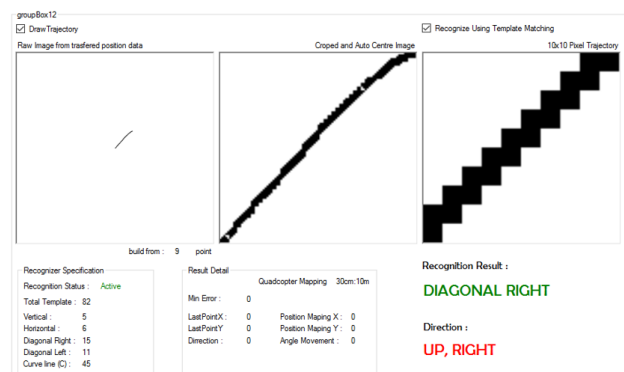 groupBox12
Draw Trajectory
Recognize Using Template Matching
Raw Image from trasfered position data
Croped and Auto Centre Image
10x10 Pixel Trajectory
build from : 9 point
Recognizer Specification
Recognition Status : Active
Total Template : 82
Vertical : 5
Horizontal : 6
Diagonal Right : 15
Diagonal Left : 11
Curve line (C) : 45
Result Detail
Quadcopter Mapping 30cm:10m
Min Error : 0
LastPointX : 0 Position Maping X : 0
LastPointY 0 Position Maping Y : 0
Dirrection : 0 Angle Movement : 0
Recognition Result :
DIAGONAL RIGHT
Direction :
UP, RIGHT